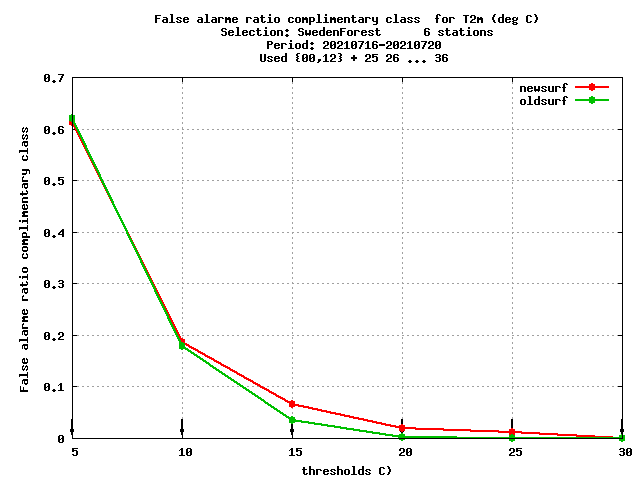 False alarme ratio complimentary class  for T2m (deg C)
Selection: SwedenForest      6 stations
Period: 20210716-20210720
Used {00,12} + 25 26 ... 36
newsurf
oldsurf
False alarme ratio complimentary class
0.7
0.6
0.5
0.4
0.3
0.2
0.1
0
5 10 15 20 25 30
thresholds C)